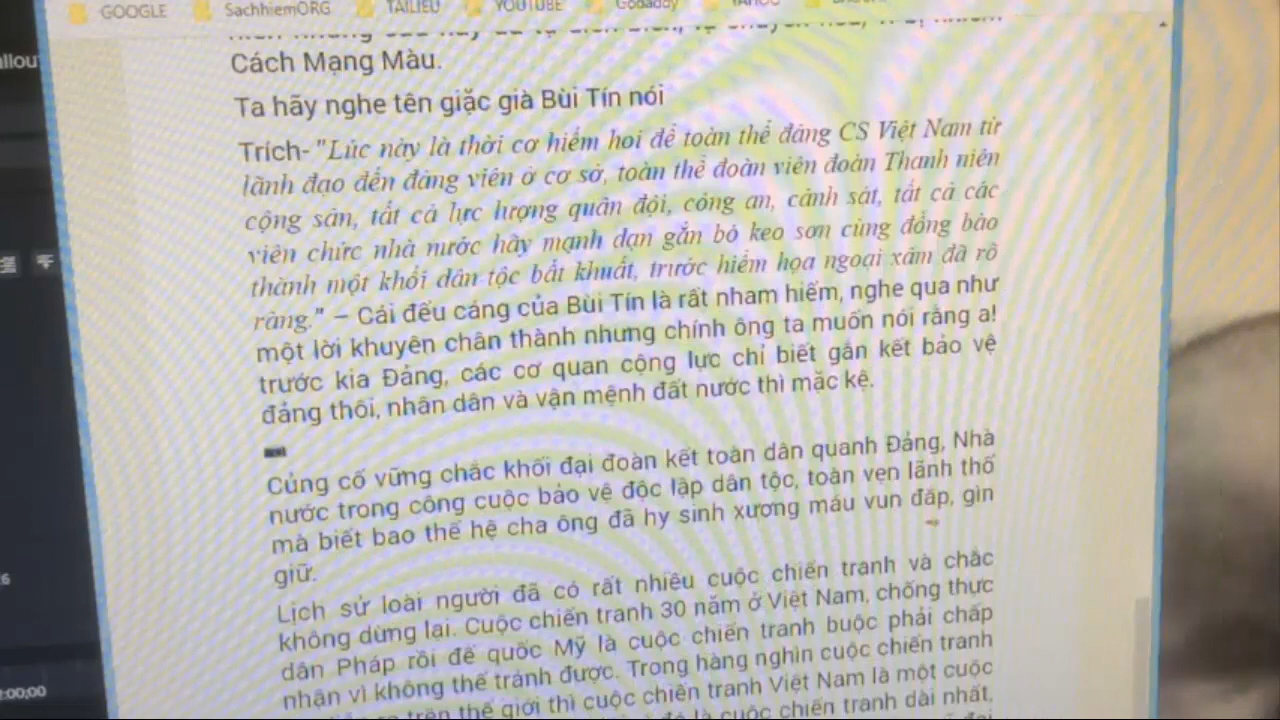 GOOGLE SachhiemORG TAILIEU YOUTUBE Godaddy YAHOO
Cách Mạng Màu.
Ta hãy nghe tên giặc già Bùi Tín nói
Trích- "Lúc này là thời cơ hiếm hoi để toàn thể đảng CS Việt Nam từ
lãnh đạo đến đảng viên ở cơ sở, toàn thể đoàn viên đoàn Thanh niên
cộng sản, tất cả lực lượng quân đội, công an, cảnh sát, tất cả các
viên chức nhà nước hãy mạnh dạn gắn bó keo sơn cùng đồng bào
thành một khối dân tộc bất khuất, trước hiểm họa ngoại xâm đã rõ
ràng." – Cái đểu cáng của Bùi Tín là rất nham hiểm, nghe qua như
một lời khuyên chân thành nhưng chính ông ta muốn nói rằng a!
trước kia Đảng, các cơ quan cộng lực chỉ biết gắn kết bảo vệ
đảng thôi, nhân dân và vận mệnh đất nước thì mặc kệ.
Củng cố vững chắc khối đại đoàn kết toàn dân quanh Đảng, Nhà
nước trong công cuộc bảo vệ độc lập dân tộc, toàn vẹn lãnh thổ
mà biết bao thế hệ cha ông đã hy sinh xương máu vun đắp, gìn
giữ.
Lịch sử loài người đã có rất nhiều cuộc chiến tranh và chắc
không dừng lại. Cuộc chiến tranh 30 năm ở Việt Nam, chống thực
dân Pháp rồi đế quốc Mỹ là cuộc chiến tranh buộc phải chấp
nhận vì không thể tránh được. Trong hàng nghìn cuộc chiến tranh
trên thế giới thì cuộc chiến tranh Việt Nam là một cuộc
là cuộc chiến tranh dài nhất,
:00;00